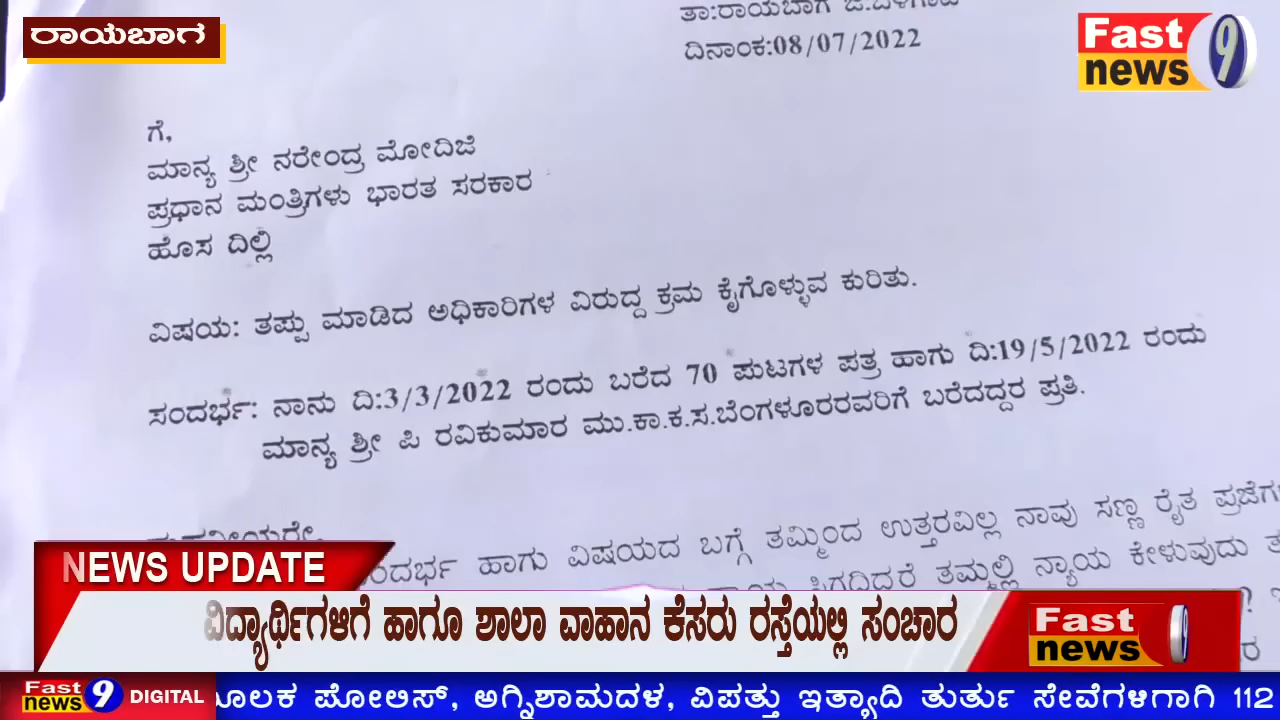 ರಾಯಬಾಗ
Fast
news 9
ತಾ:ರಾಯಬಾಗ
ದಿನಾಂಕ:08/07/2022
ಗೆ,
ಮಾನ್ಯ ಶ್ರೀ ನರೇಂದ್ರ ಮೋದಿಜಿ
ಪ್ರಧಾನ ಮಂತ್ರಿಗಳು ಭಾರತ ಸರಕಾರ
ಹೊಸ ದಿಲ್ಲಿ
ವಿಷಯ: ತಪ್ಪು ಮಾಡಿದ ಅಧಿಕಾರಿಗಳ ವಿರುದ್ದ ಕ್ರಮ ಕೈಗೊಳ್ಳುವ ಕುರಿತು.
ಸಂದರ್ಭ: ನಾನು ದಿ:3/3/2022 ರಂದು ಬರೆದ 70 ಪುಟಗಳ ಪತ್ರ ಹಾಗು ದಿ:19/5/2022 ರಂದು
ಮಾನ್ಯ ಶ್ರೀ ಪಿ ರವಿಕುಮಾರ ಮು.ಕಾ.ಕ.ಸ.ಬೆಂಗಳೂರರವರಿಗೆ ಬರೆದದ್ದರ ಪ್ರತಿ.
ಹಾಗು ವಿಷಯದ ಬಗ್ಗೆ ತಮ್ಮಿಂದ ಉತ್ತರವಿಲ್ಲ ನಾವು ಸಣ್ಣ ರೈತ
ತಮ್ಮಲ್ಲಿ ನ್ಯಾಯ ಕೇಳುವುದು
NEWS UPDATE
ವಿದ್ಯಾರ್ಥಿಗಳಿಗೆ ಹಾಗೂ ಶಾಲಾ ವಾಹಾನ ಕೆಸರು ರಸ್ತೆಯಲ್ಲಿ ಸಂಚಾರ
Fast
news
Fast
news 9 DIGITAL
ಪೋಲಿಸ್, ಅಗ್ನಿಶಾಮದಳ, ವಿಪತ್ತು ಇತ್ಯಾದಿ ತುರ್ತು ಸೇವೆಗಳಿಗಾಗಿ 112